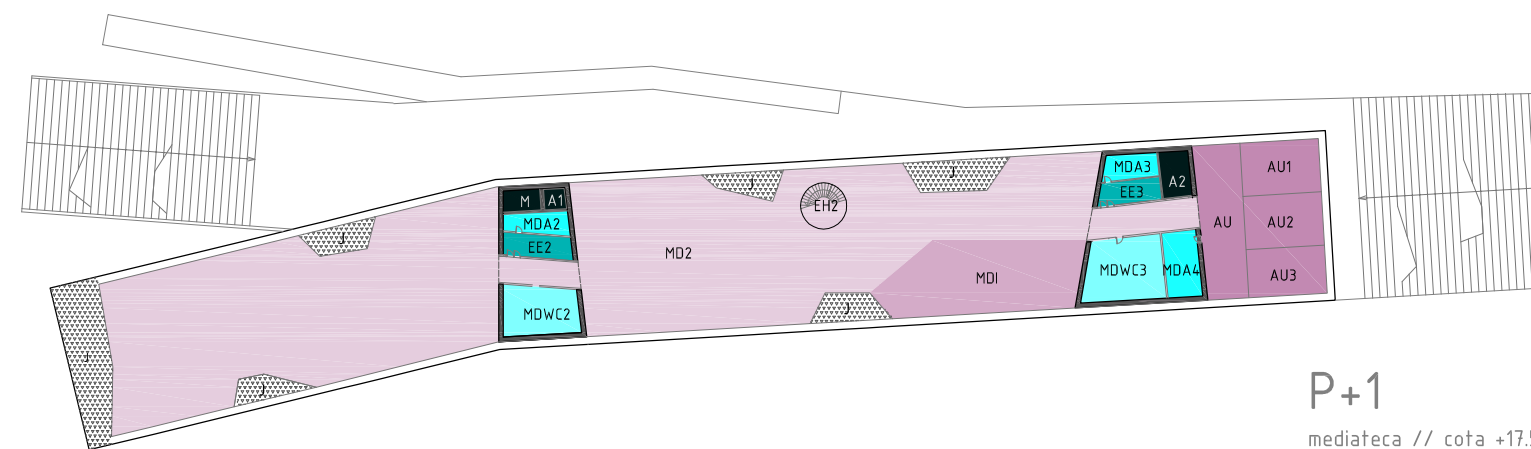 MDA3
A2
EE3
AU1
AU
AU2
AU3
M
A1
MDA2
EE2
MDWC2
J
J
J
EH2
MD2
MDI
MDWC3
MDA4
J
J
J
P+1
mediateca // cota +17.